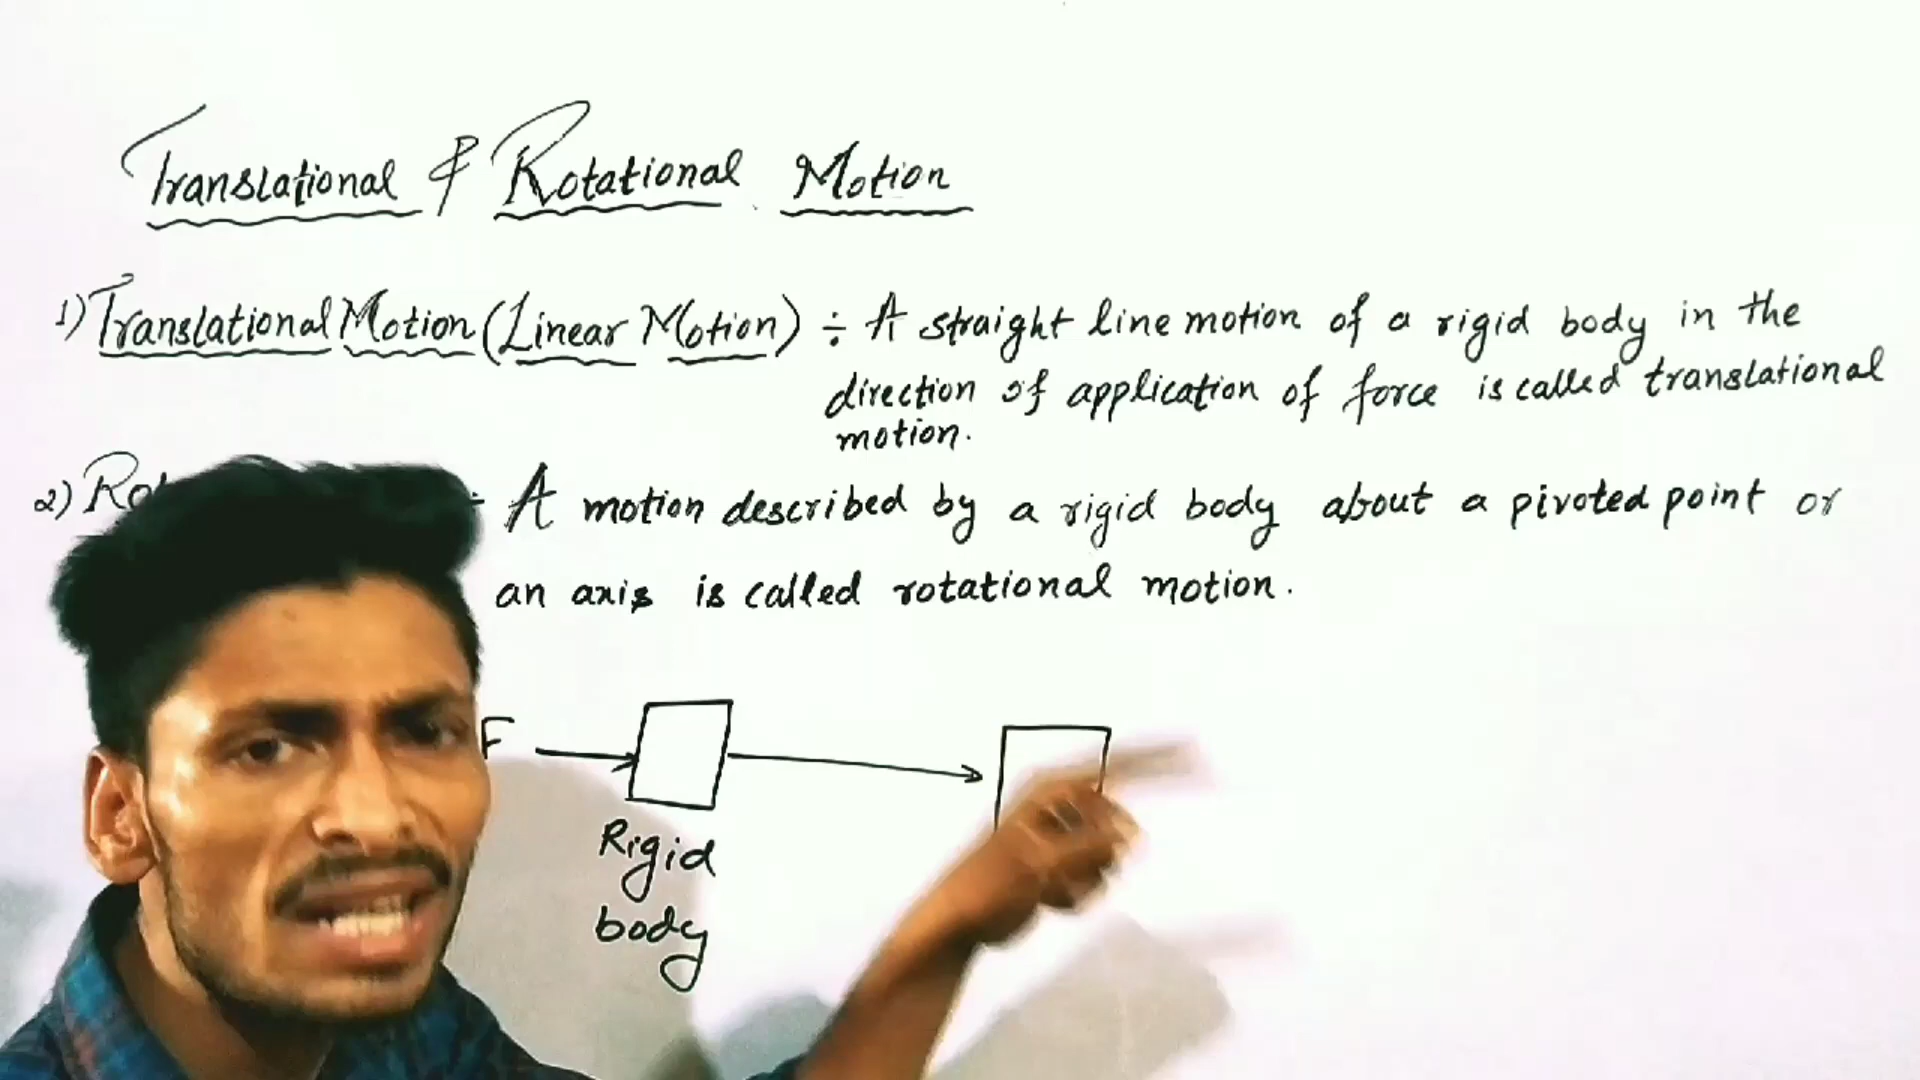 Translational & Rotational Motion
1) Translational Motion (Linear Motion) ÷ A straight line motion of a rigid body in the
direction of application of force is called translational
motion.
2) ÷ A motion described by a rigid body about a pivoted point or
an axis is called rotational motion.
F
Rigid
body